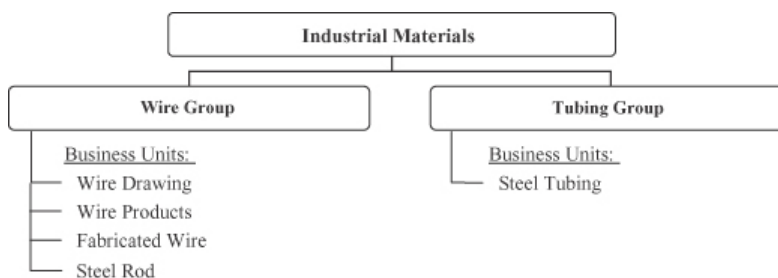 Industrial Materials
Wire Group
Tubing Group
Business Units:
Wire Drawing
Wire Products
Fabricated Wire
Steel Rod
Business Units:
Steel Tubing